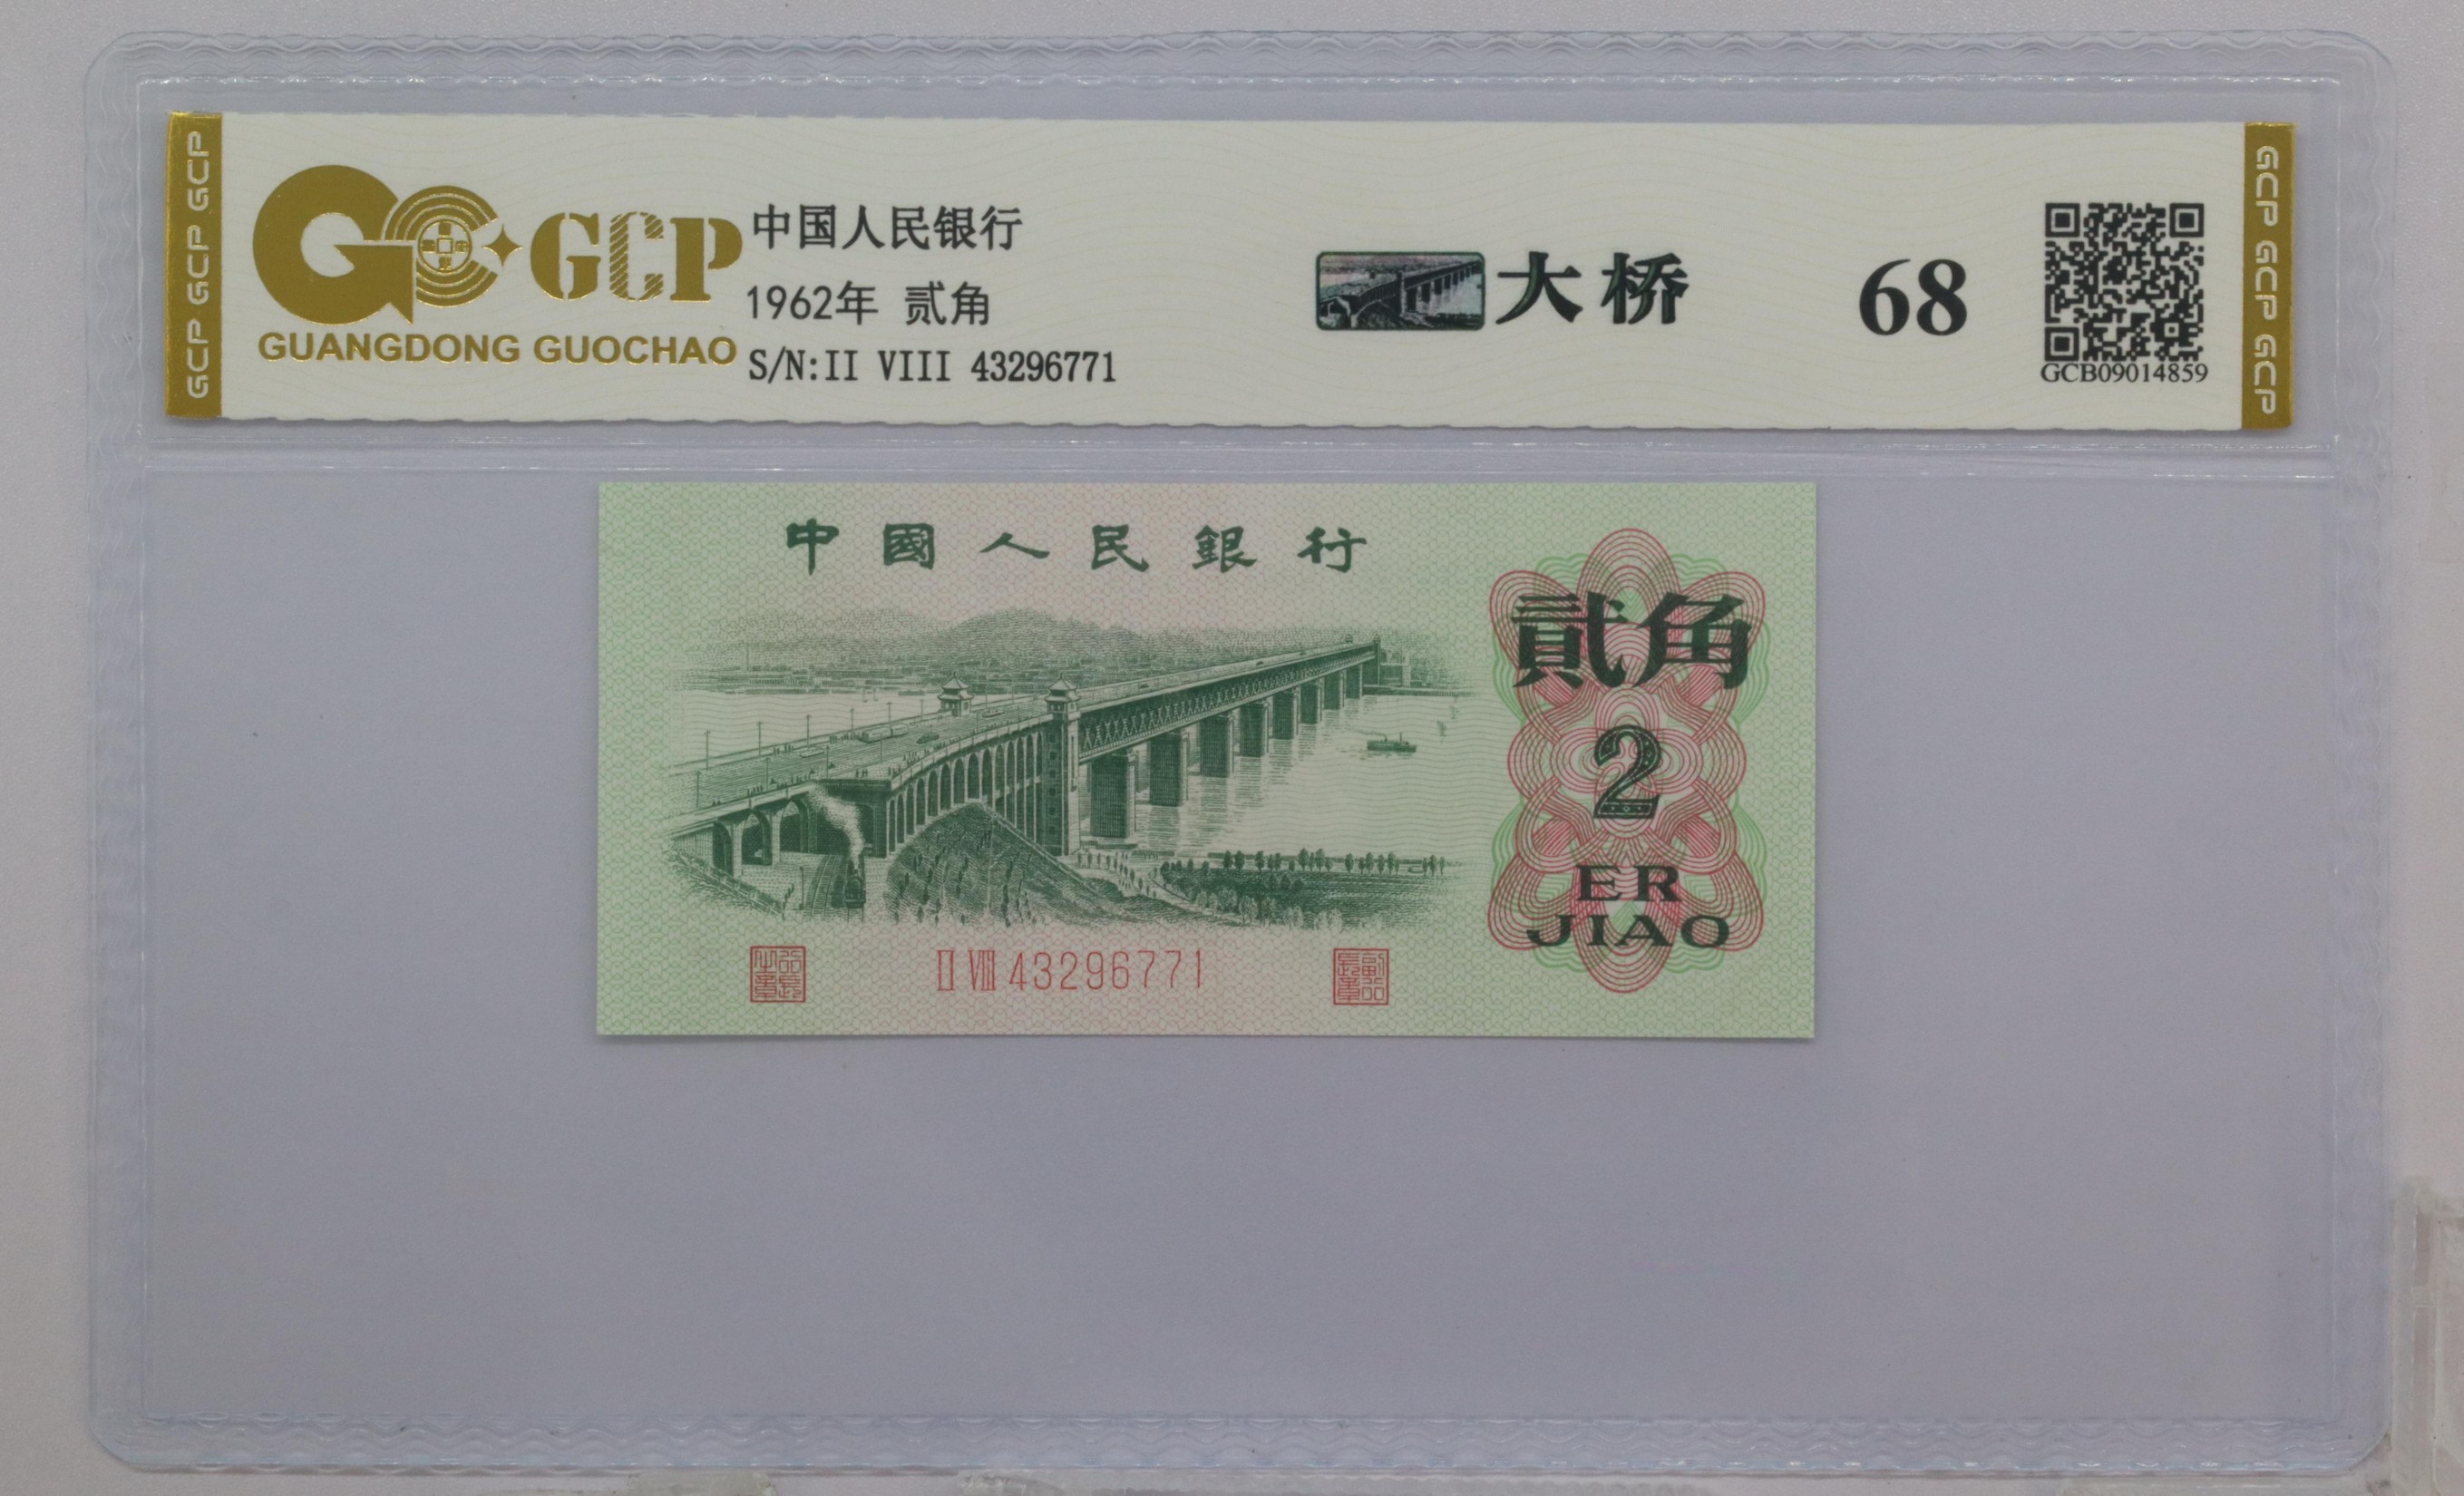 GCP GCP GCP
GCP
GUANGDONG GUOCHAO
中国人民银行
1962年 贰角
S/N:II VIII 43296771
大桥
68
GCB09014859
GCP GCP GCP
中國人民銀行
貳角
2
ER
JIAO
II VIII 43296771